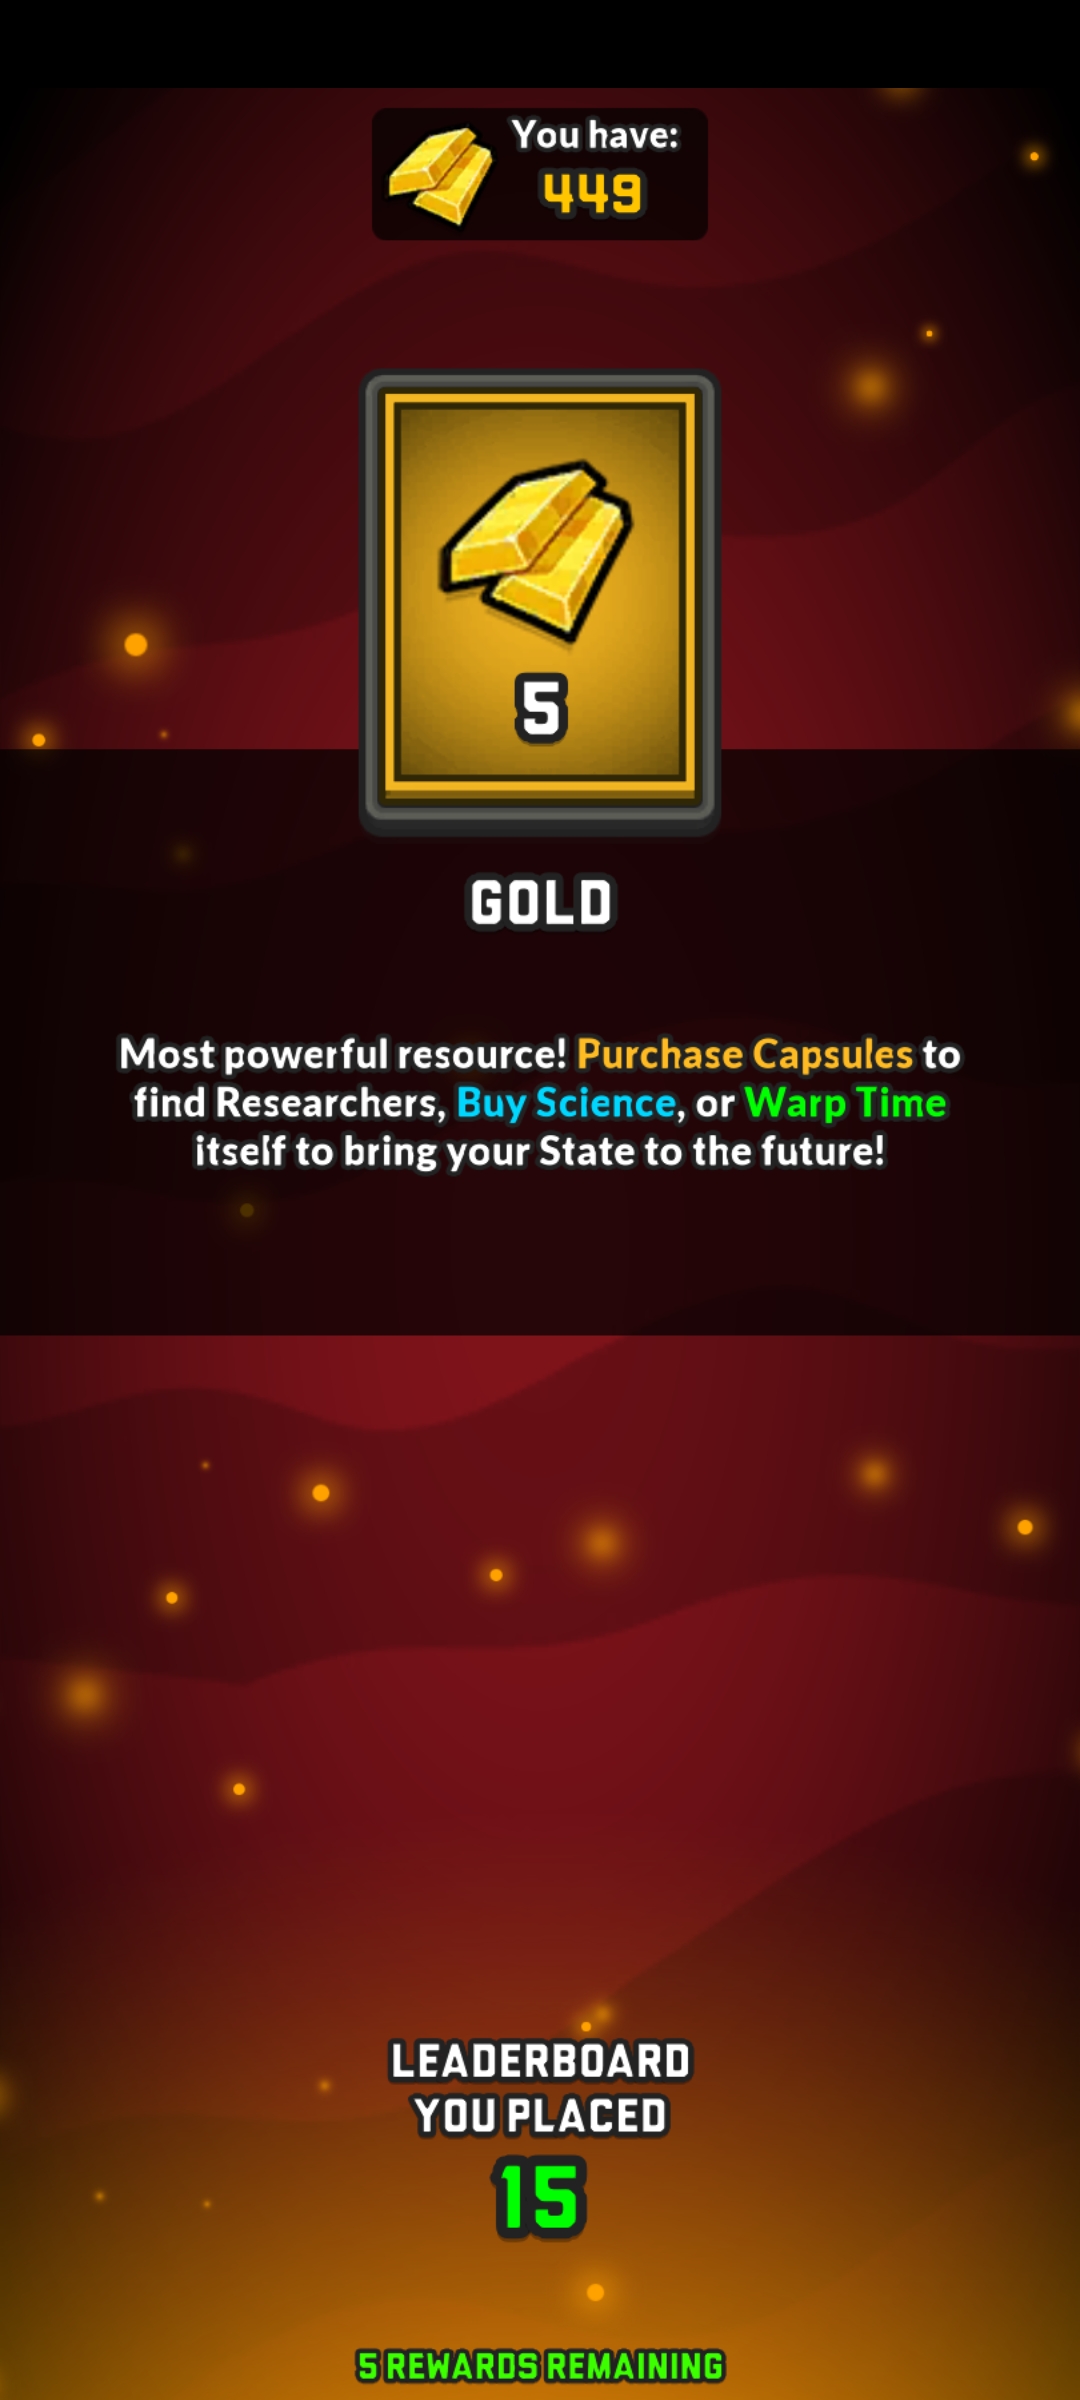 You have:
449
5
GOLD
Most powerful resource! Purchase Capsules to
find Researchers, Buy Science, or Warp Time
itself to bring your State to the future!
LEADERBOARD
YOU PLACED
15
5 REWARDS REMAINING